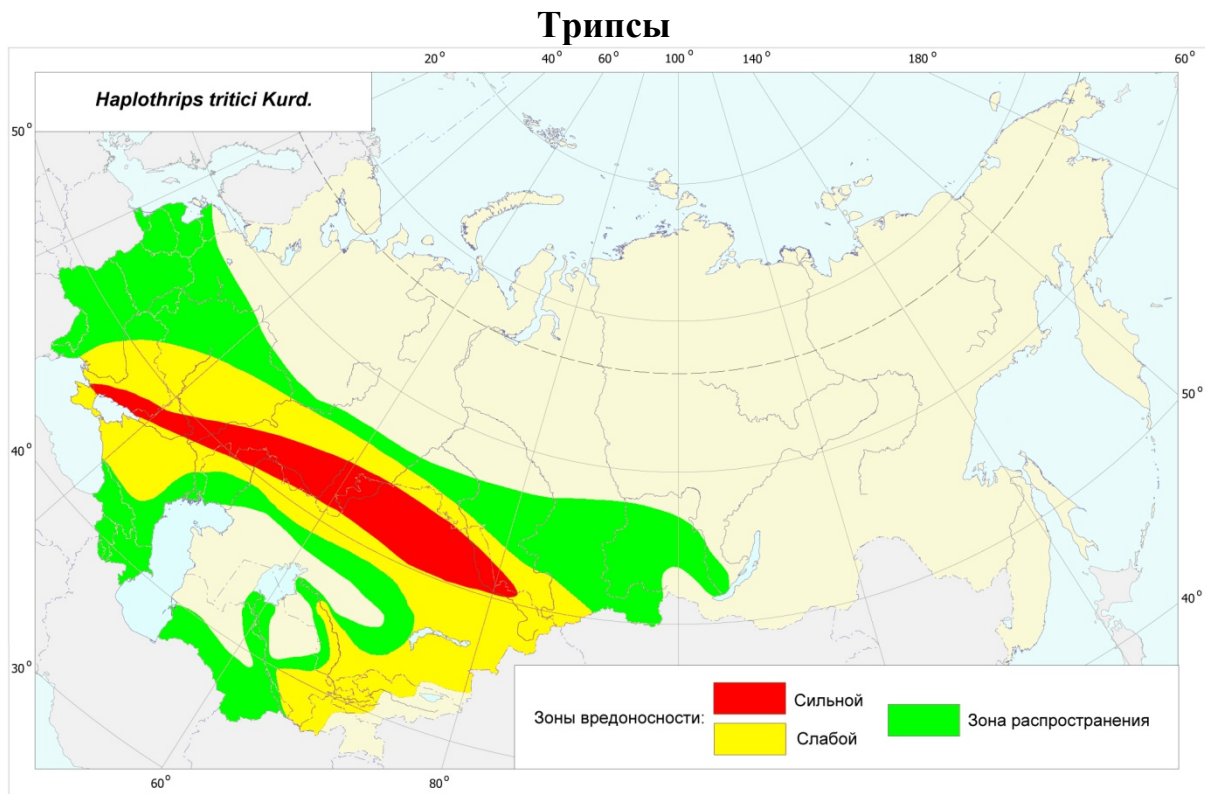 Трипсы
20° 40° 60° 100° 140° 180° 60°
Haplothrips tritici Kurd.
50°
50°
40°
40°
30°
Зоны вредоносности:
Сильной
Слабой
Зона распространения
60° 80°